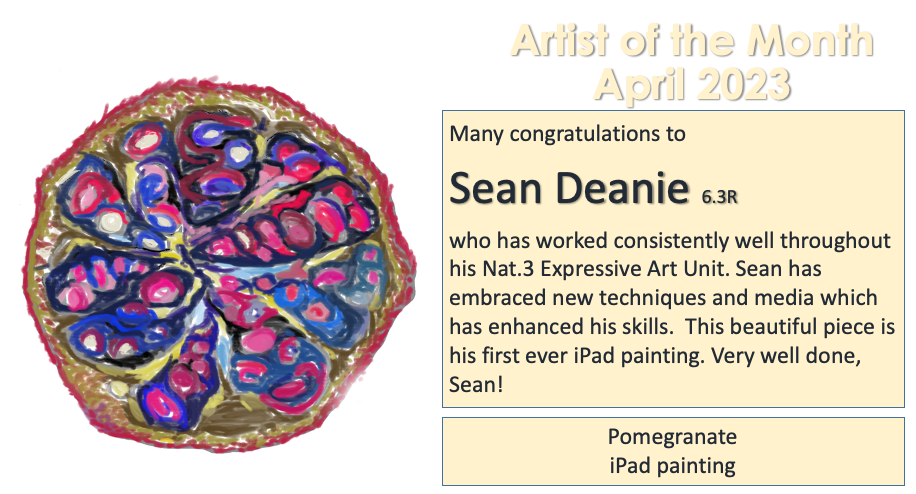 Artist of the Month
April 2023
Many congratulations to
Sean Deanie 6.3R
who has worked consistently well throughout
his Nat.3 Expressive Art Unit. Sean has
embraced new techniques and media which
has enhanced his skills.  This beautiful piece is
his first ever iPad painting. Very well done,
Sean!
Pomegranate
iPad painting